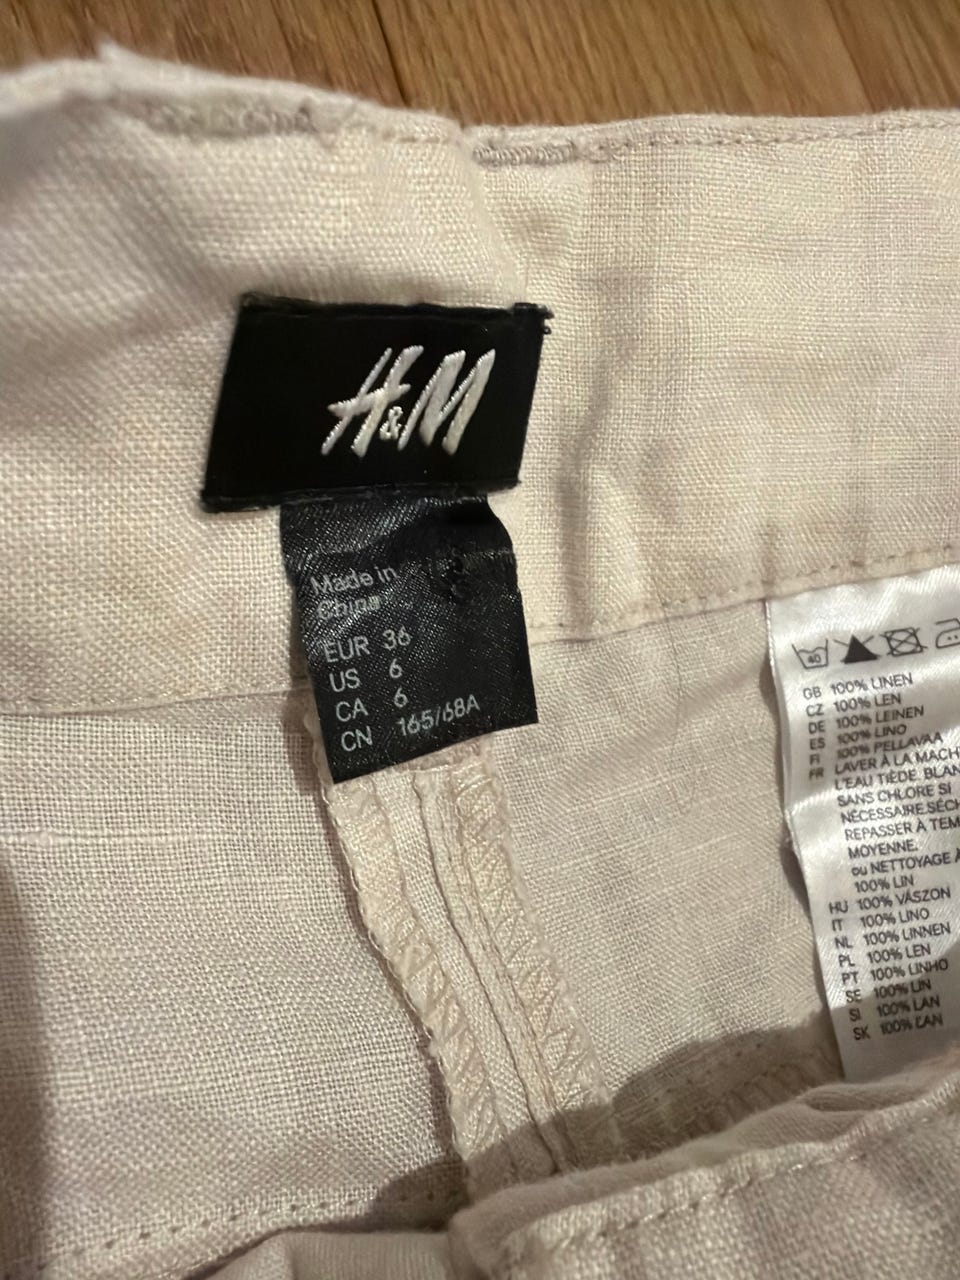 H&M
Made in
China
EUR 36
US 6
CA 6
CN 165/68A
40
GB 100% LINEN
CZ 100% LEN
DE 100% LEINEN
ES 100% LINO
FI 100% PELLAVAA
FR LAVER À LA MACH
L'EAU TIÈDE. BLAN
SANS CHLORE SI
NÉCESSAIRE.SÉCH
REPASSER À TEM
MOYENNE.
ou NETTOYAGE À
100% LIN
HU 100% VÁSZON
IT 100% LINO
NL 100% LINNEN
PL 100% LEN
PT 100% LINHO
SE 100% LIN
SI 100% LAN
SK 100% ĽAN